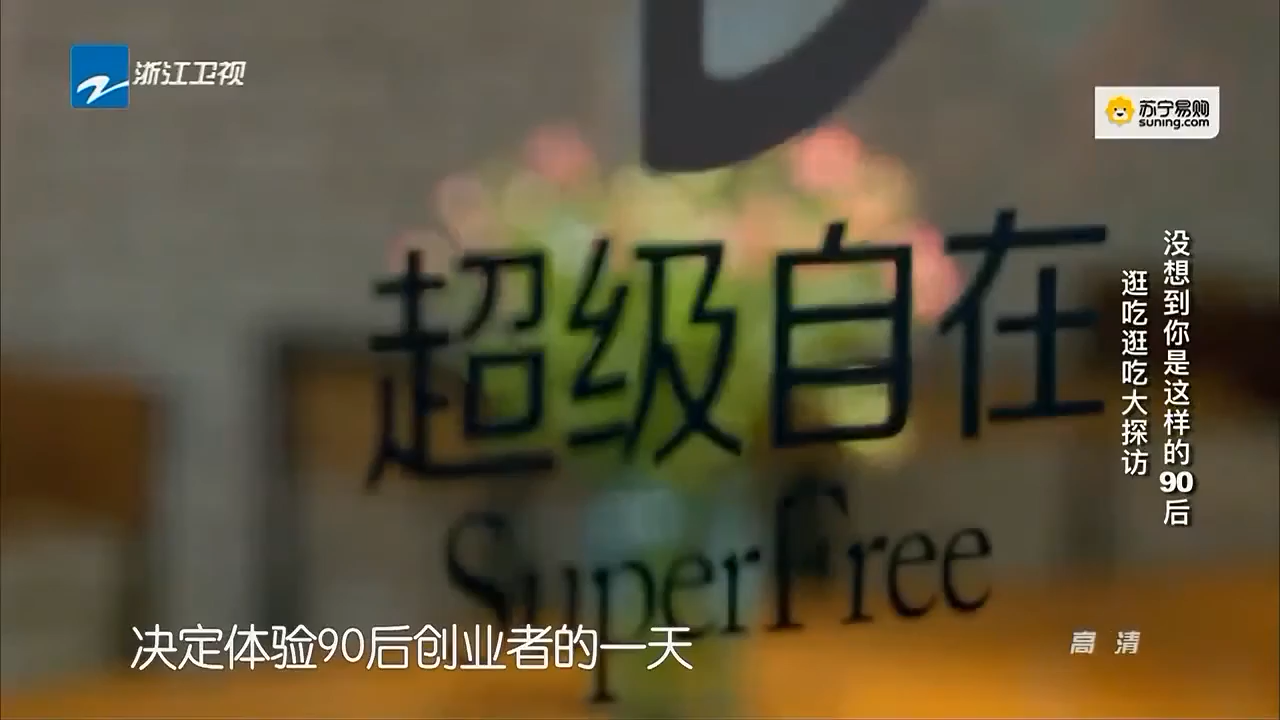 浙江卫视
苏宁易购
suning.com
没想到你是这样的90后
逛吃逛吃大探访
超级自在
SuperFree
决定体验90后创业者的一天
高清